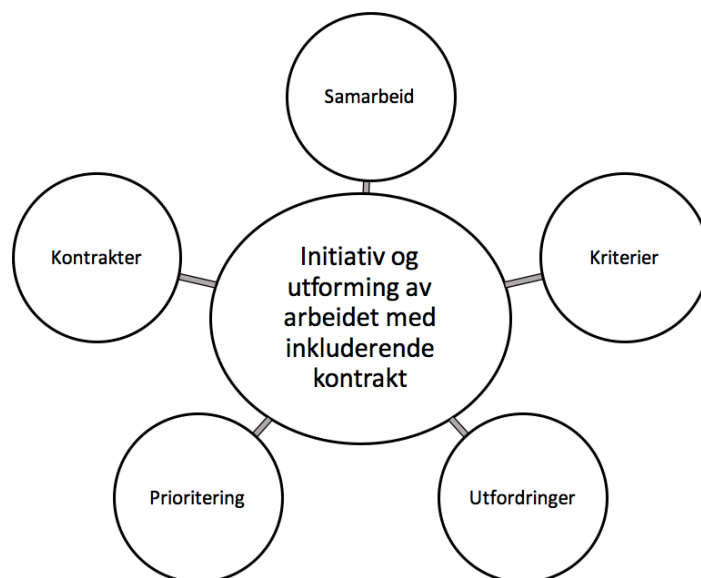 Samarbeid
Kontrakter
Kriterier
Initiativ og
utforming av
arbeidet med
inkluderende
kontrakt
Prioritering
Utfordringer